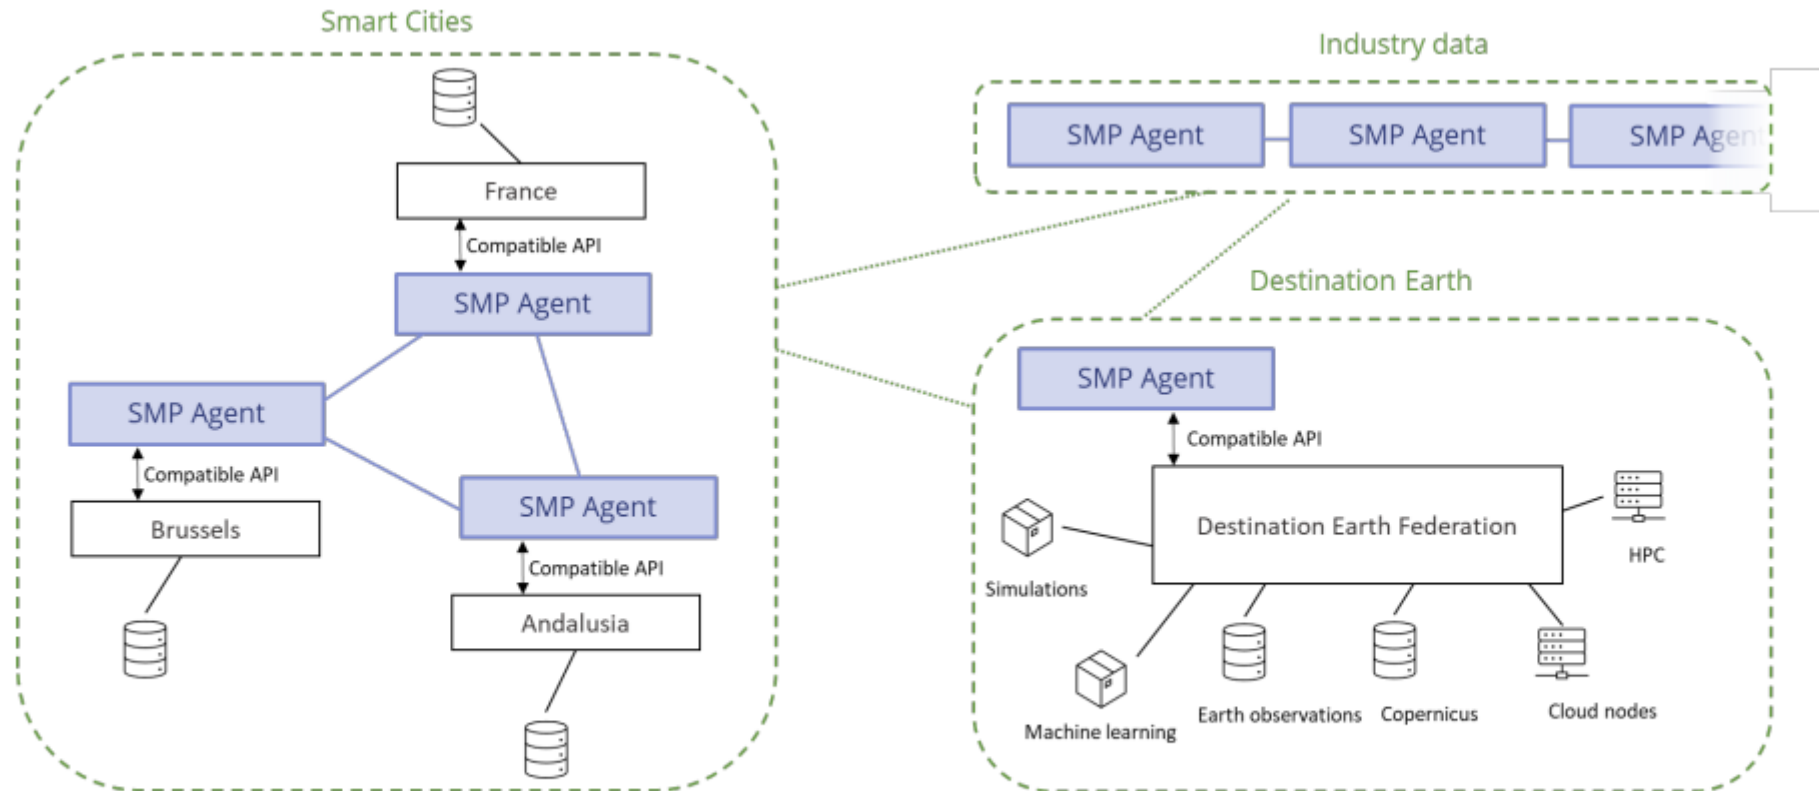 Smart Cities
France
Compatible API
SMP Agent
SMP Agent
Compatible API
Brussels
SMP Agent
Compatible API
Andalusia
Industry data
SMP Agent
SMP Agent
SMP Agent
Destination Earth
SMP Agent
Compatible API
Destination Earth Federation
Simulations
HPC
Machine learning
Earth observations
Copernicus
Cloud nodes